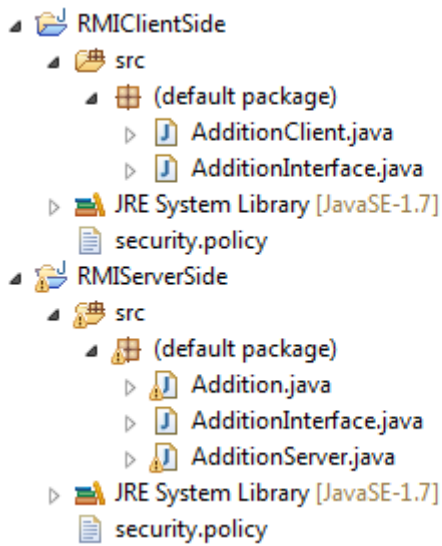 RMIClientSide
src
(default package)
AdditionClient.java
AdditionInterface.java
JRE System Library [JavaSE-1.7]
security.policy
RMIServerSide
src
(default package)
Addition.java
AdditionInterface.java
AdditionServer.java
JRE System Library [JavaSE-1.7]
security.policy